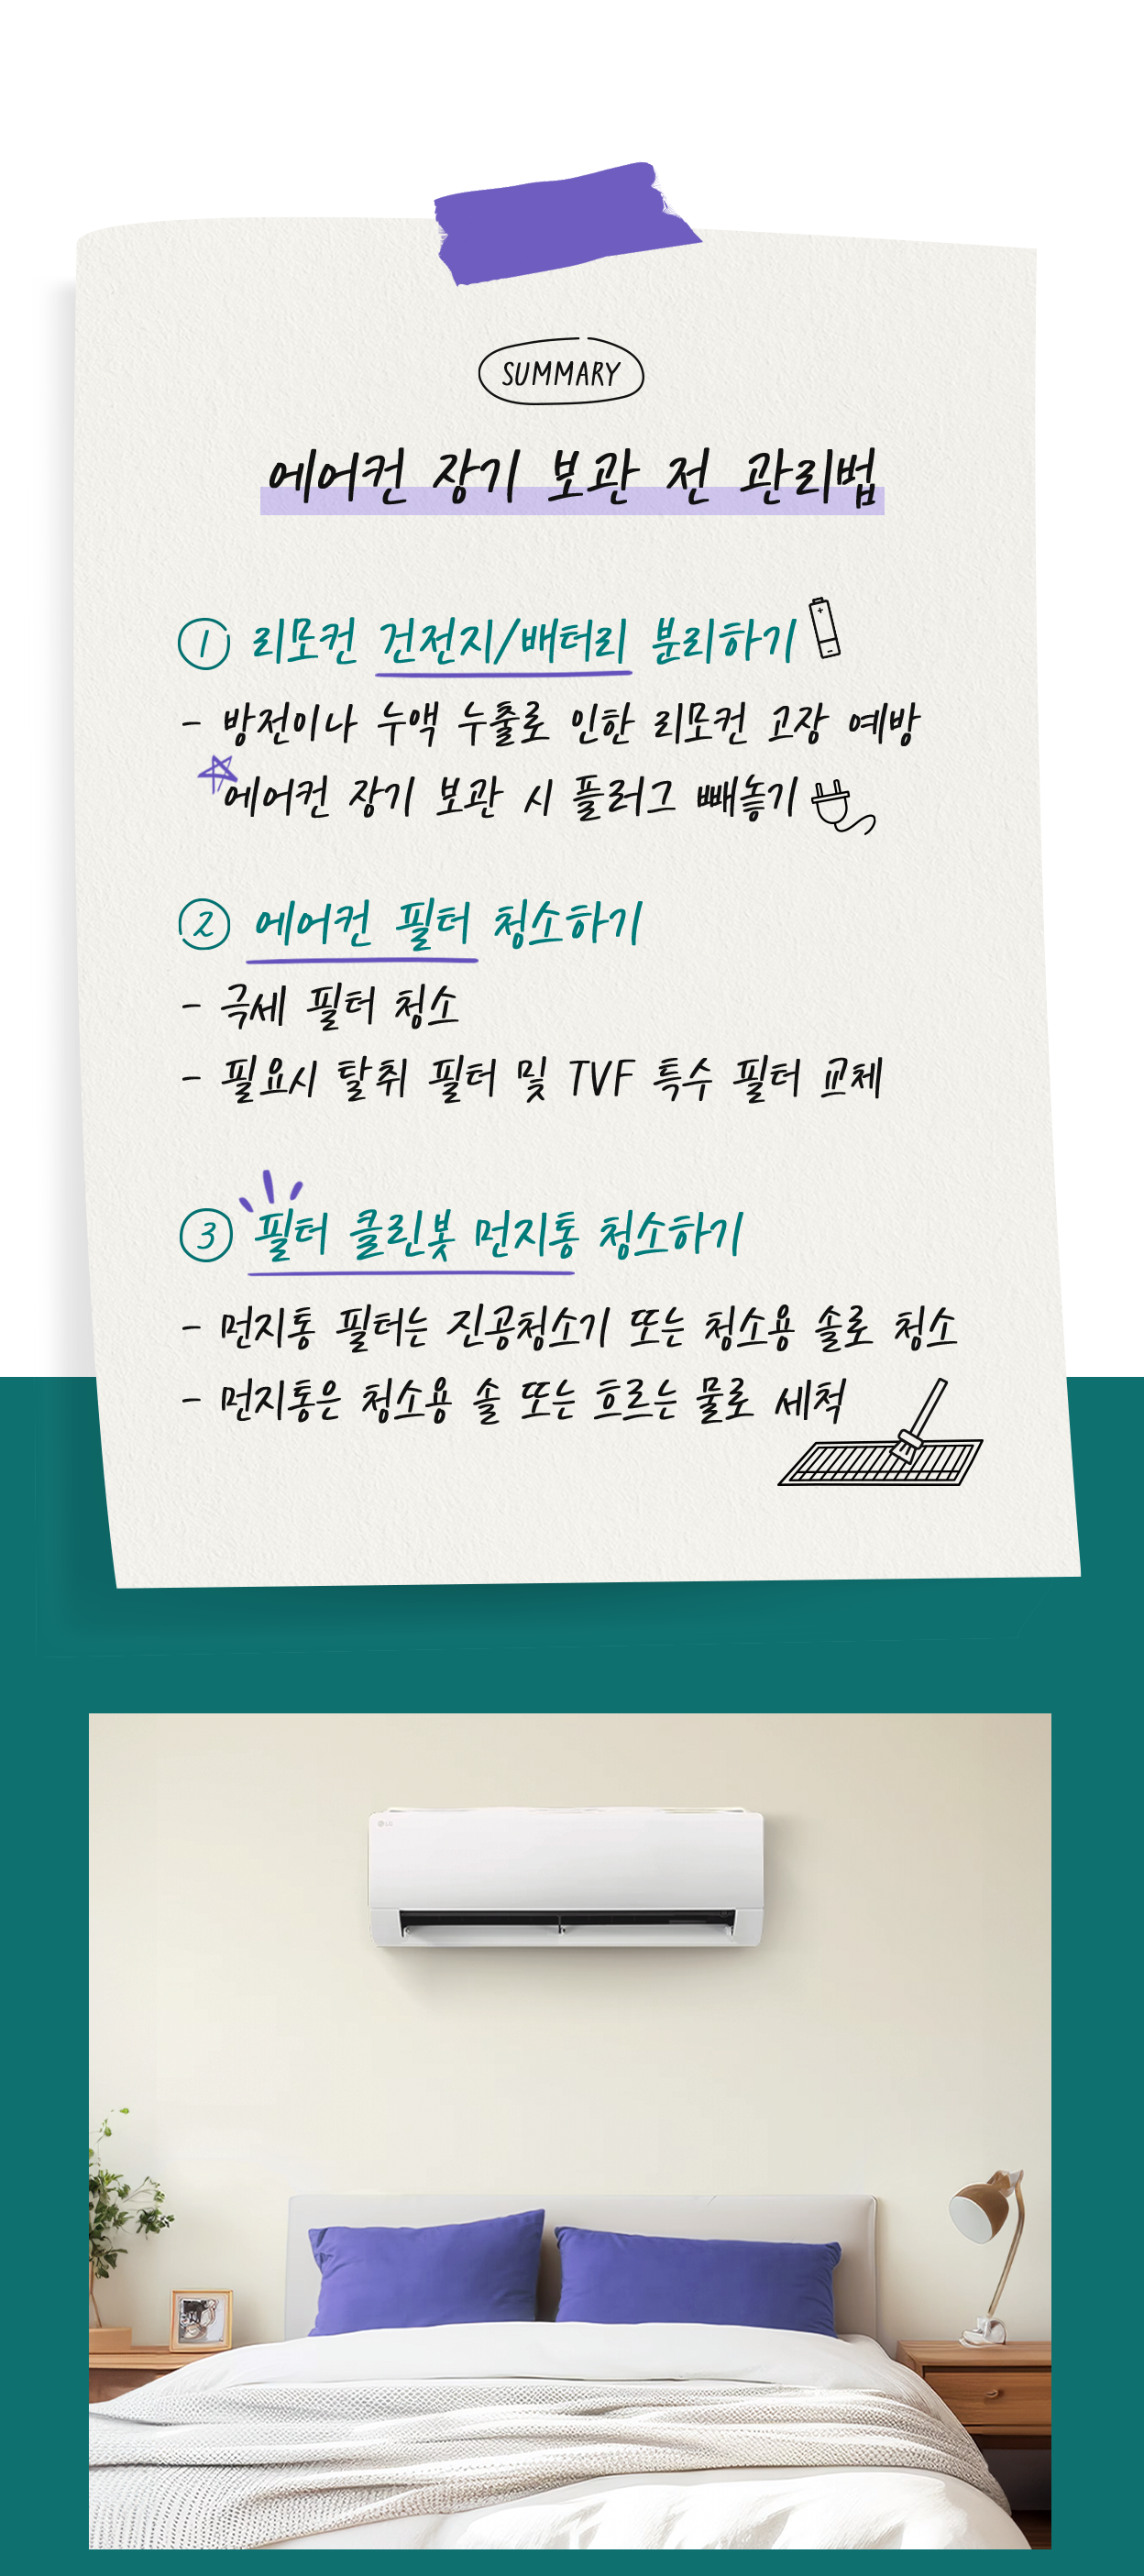 SUMMARY
에어컨 장기 보관 전 관리법
① 리모컨 건전지/배터리 분리하기
- 방전이나 누액 누출로 인한 리모컨 고장 예방
에어컨 장기 보관 시 플러그 빼놓기
② 에어컨 필터 청소하기
- 극세 필터 청소
- 필요시 탈취 필터 및 TVF 특수 필터 교체
③ 필터 클린봇 먼지통 청소하기
- 먼지통 필터는 진공청소기 또는 청소용 솔로 청소
- 먼지통은 청소용 솔 또는 흐르는 물로 세척
LG